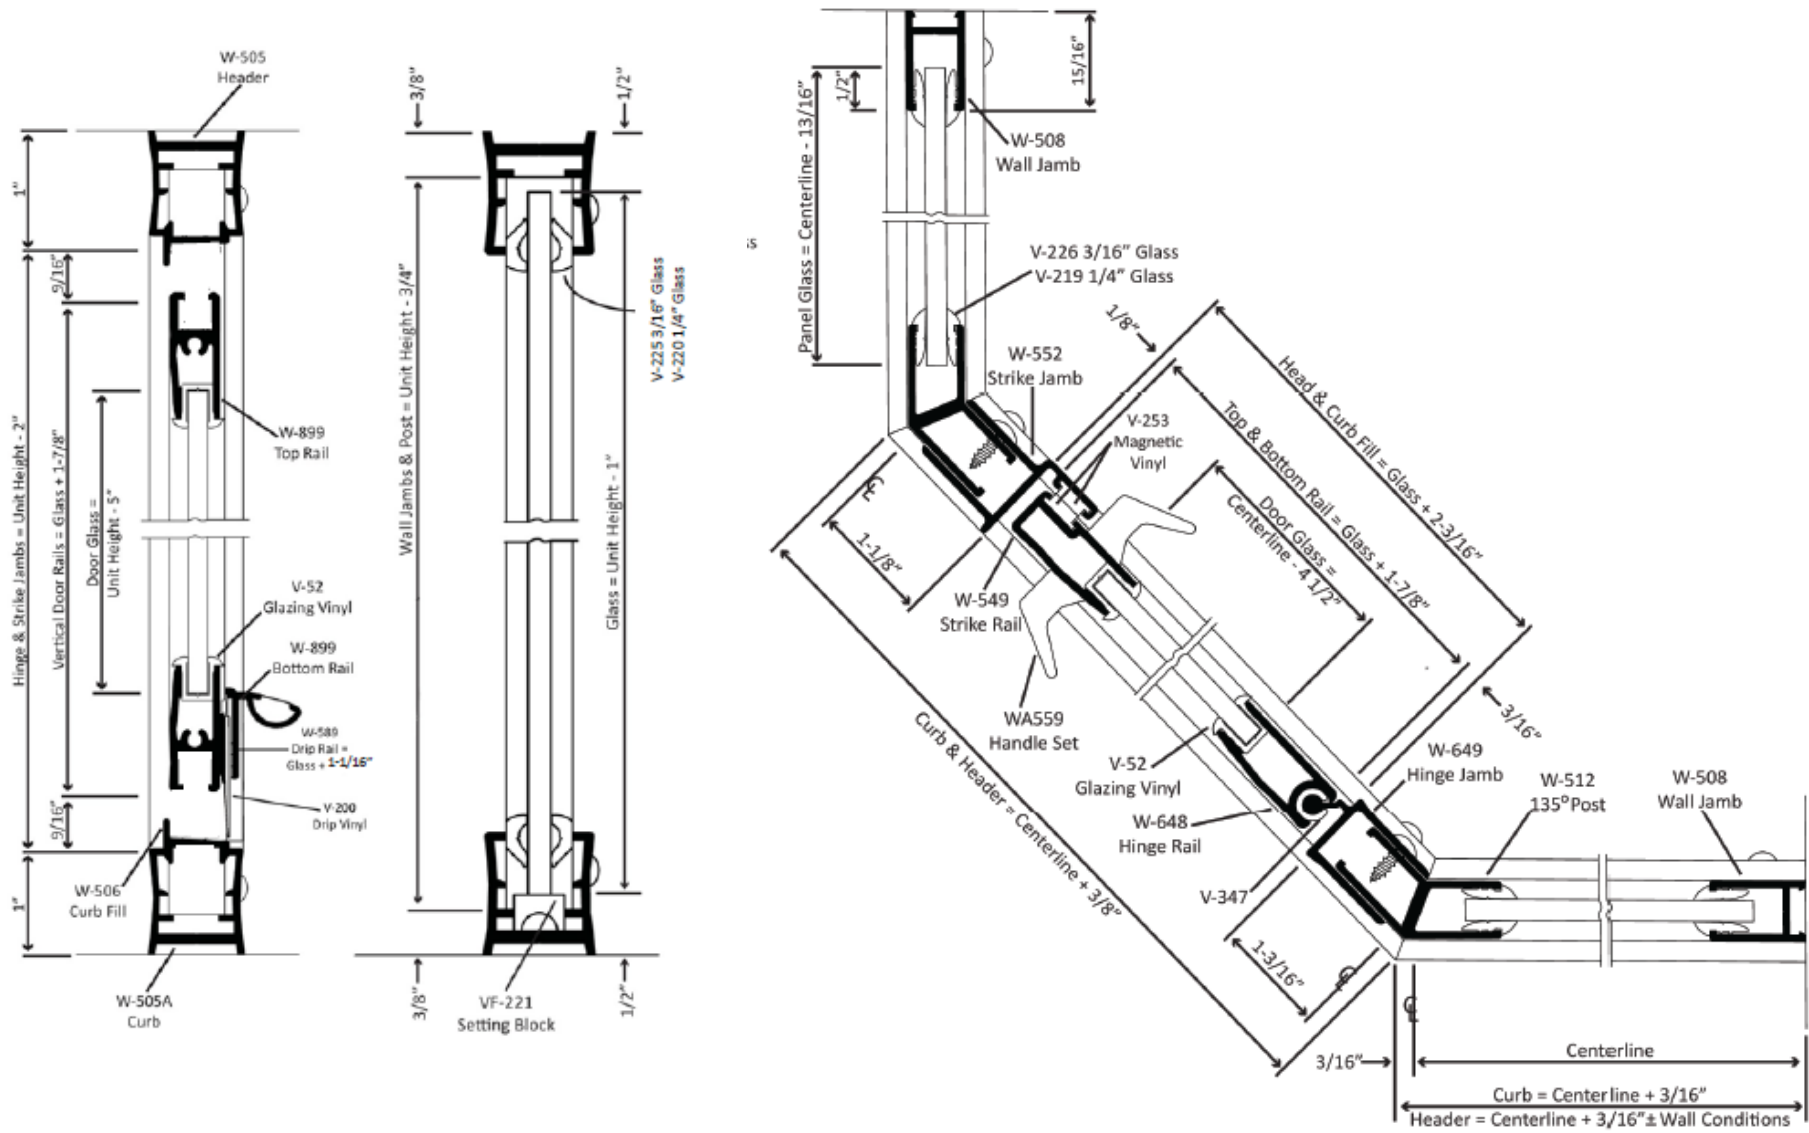 W-505
Header
1"
9/16"
Hinge & Strike Jambs = Unit Height - 2"
Vertical Door Rails = Glass + 1-7/8"
Door Glass =
Unit Height - 5"
W-899
Top Rail
V-52
Glazing Vinyl
W-899
Bottom Rail
W-589
Drip Rail =
Glass + 1-1/16"
V-200
Drip Vinyl
9/16"
W-506
Curb Fill
1"
W-505A
Curb
3/8"
1/2"
Wall Jambs & Post = Unit Height - 3/4"
Glass = Unit Height - 1"
V-225 3/16" Glass
V-220 1/4" Glass
3/8"
VF-221
Setting Block
1/2"
ss
Panel Glass = Centerline - 13/16"
1/2"
15/16"
W-508
Wall Jamb
V-226 3/16" Glass
V-219 1/4" Glass
W-552
Strike Jamb
1/8"
V-253
Magnetic
Vinyl
Head & Curb Fill = Glass + 2-3/16"
Top & Bottom Rail = Glass + 1-7/8"
Door Glass =
Centerline - 4 1/2"
CL
1-1/8"
W-549
Strike Rail
WA559
Handle Set
3/16"
Curb & Header = Centerline + 3/8"
V-52
Glazing Vinyl
W-648
Hinge Rail
V-347
W-649
Hinge Jamb
W-512
135° Post
W-508
Wall Jamb
1-3/16"
CL
CL
3/16"
Centerline
Curb = Centerline + 3/16"
Header = Centerline + 3/16" ± Wall Conditions